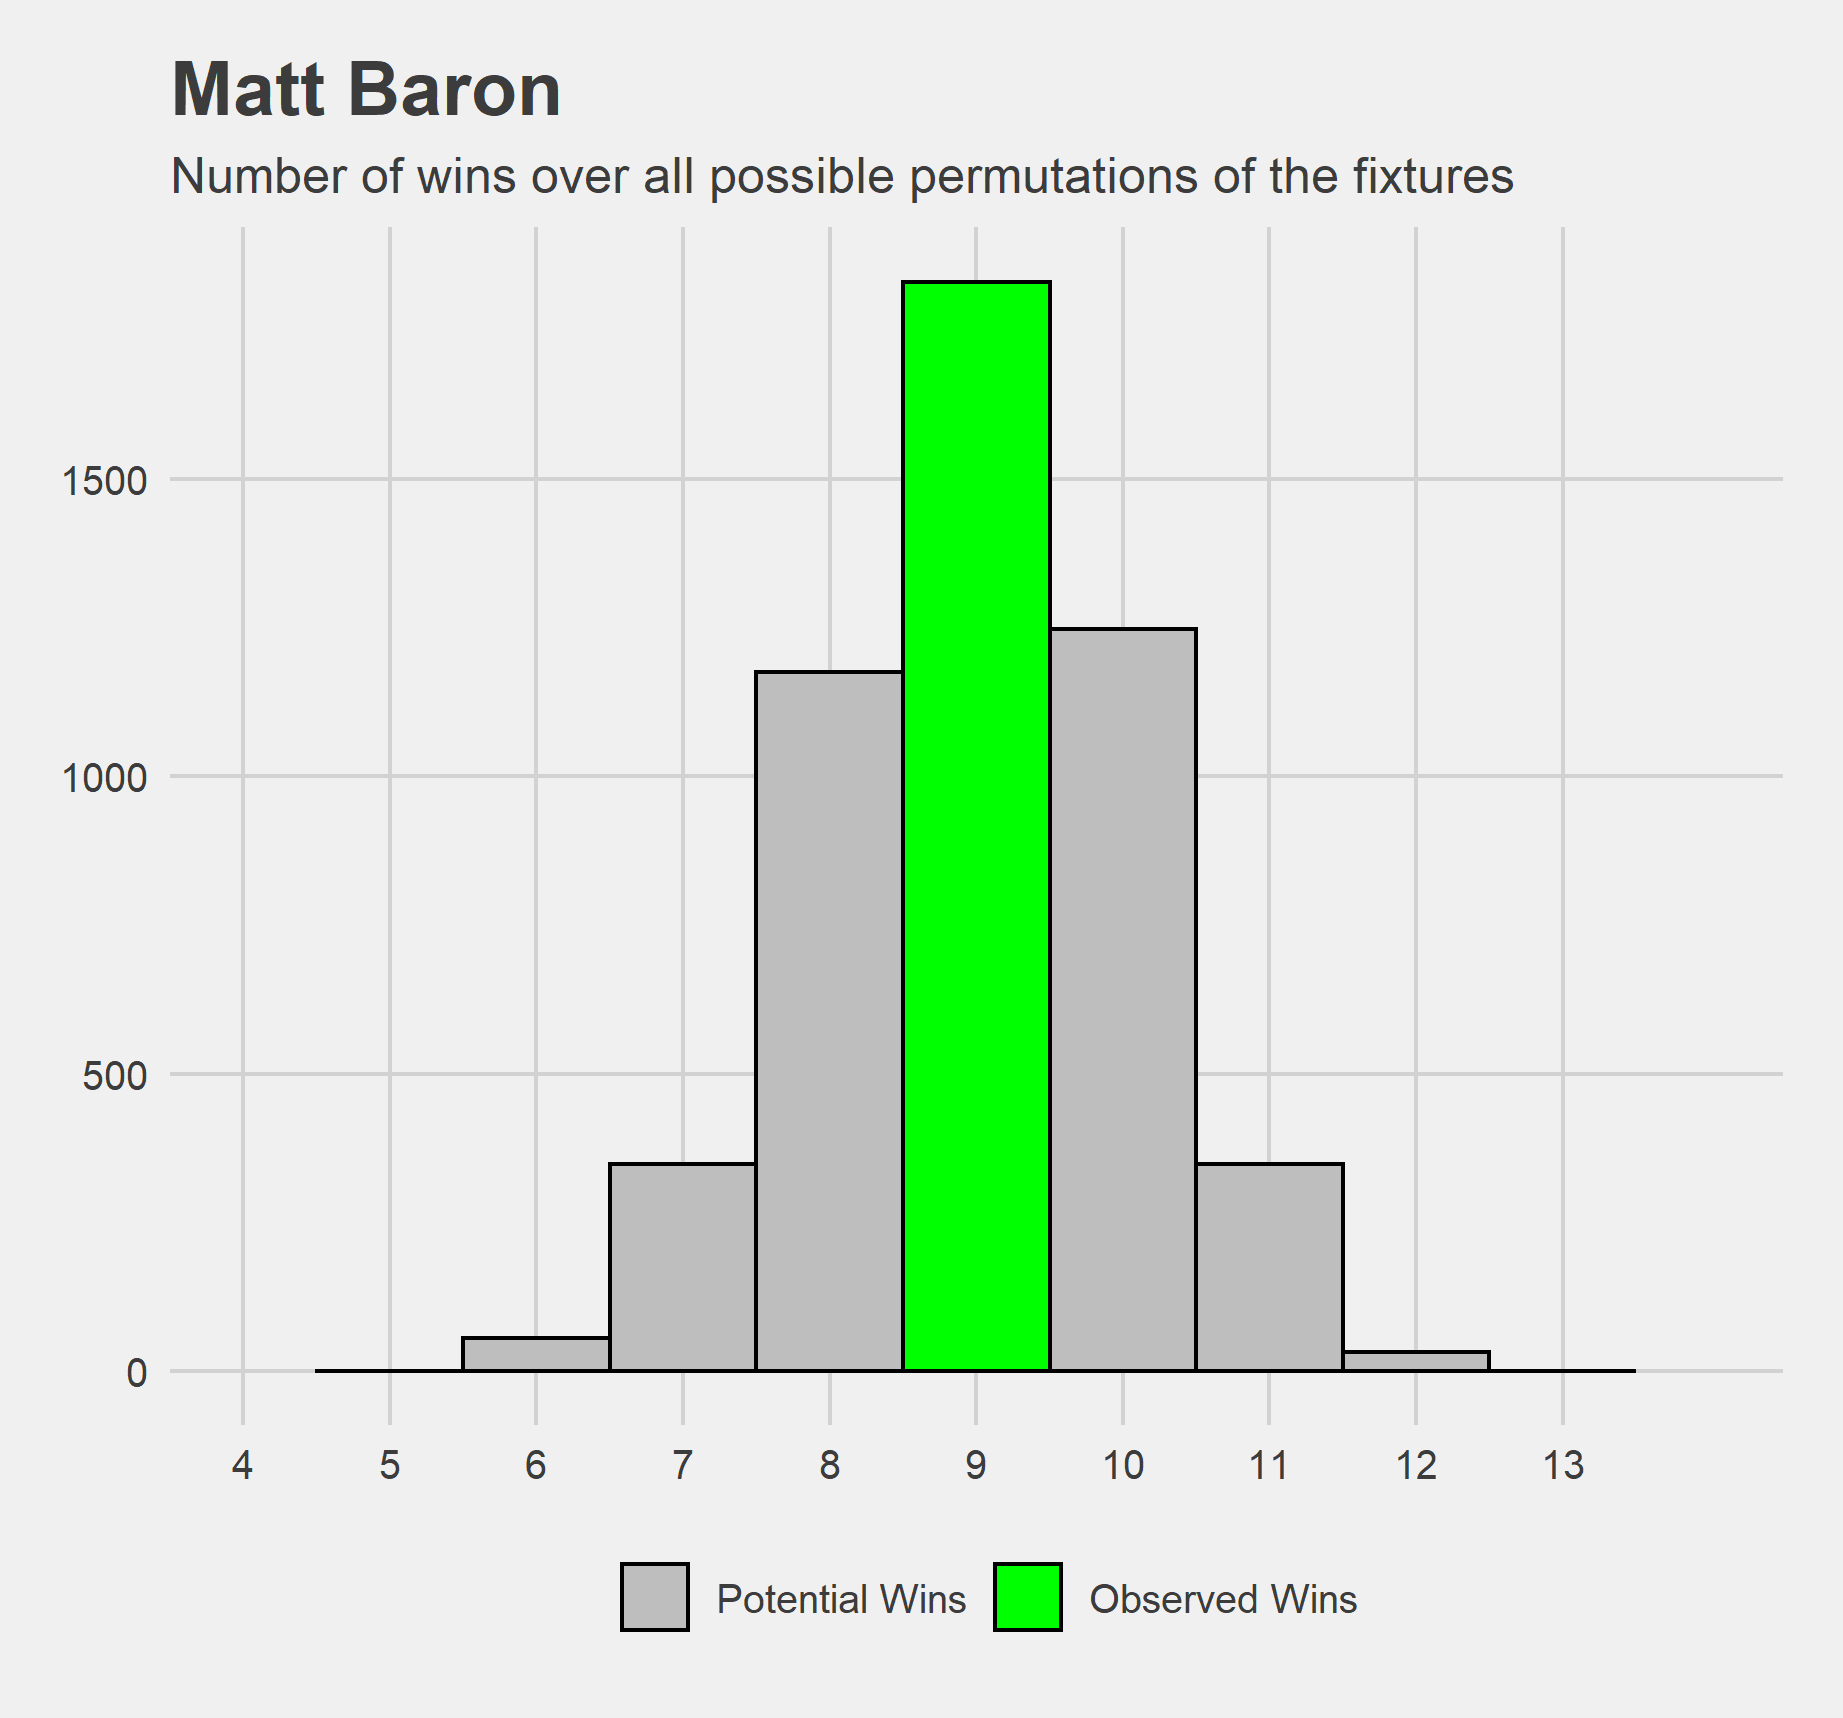 Matt Baron
Number of wins over all possible permutations of the fixtures
1500
1000
500
0
4 5 6 7 8 9 10 11 12 13
Potential Wins Observed Wins